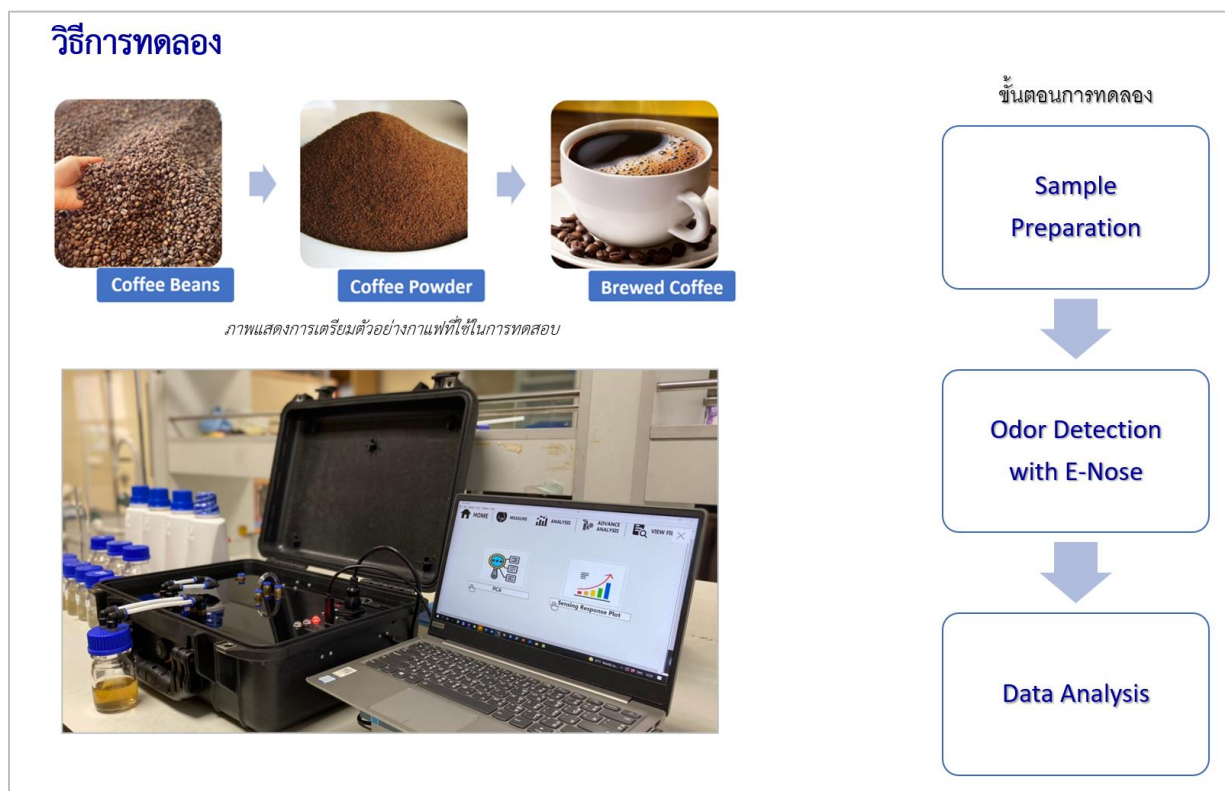 วิธีการทดลอง
Coffee Beans
Coffee Powder
Brewed Coffee
ภาพแสดงการเตรียมตัวอย่างกาแฟที่ใช้ในการทดสอบ
HOME
MEASURE
ANALYSIS
ADVANCE
ANALYSIS
VIEW FIL
PCA
Sensing Response Plot
ขั้นตอนการทดลอง
Sample
Preparation
Odor Detection
with E-Nose
Data Analysis